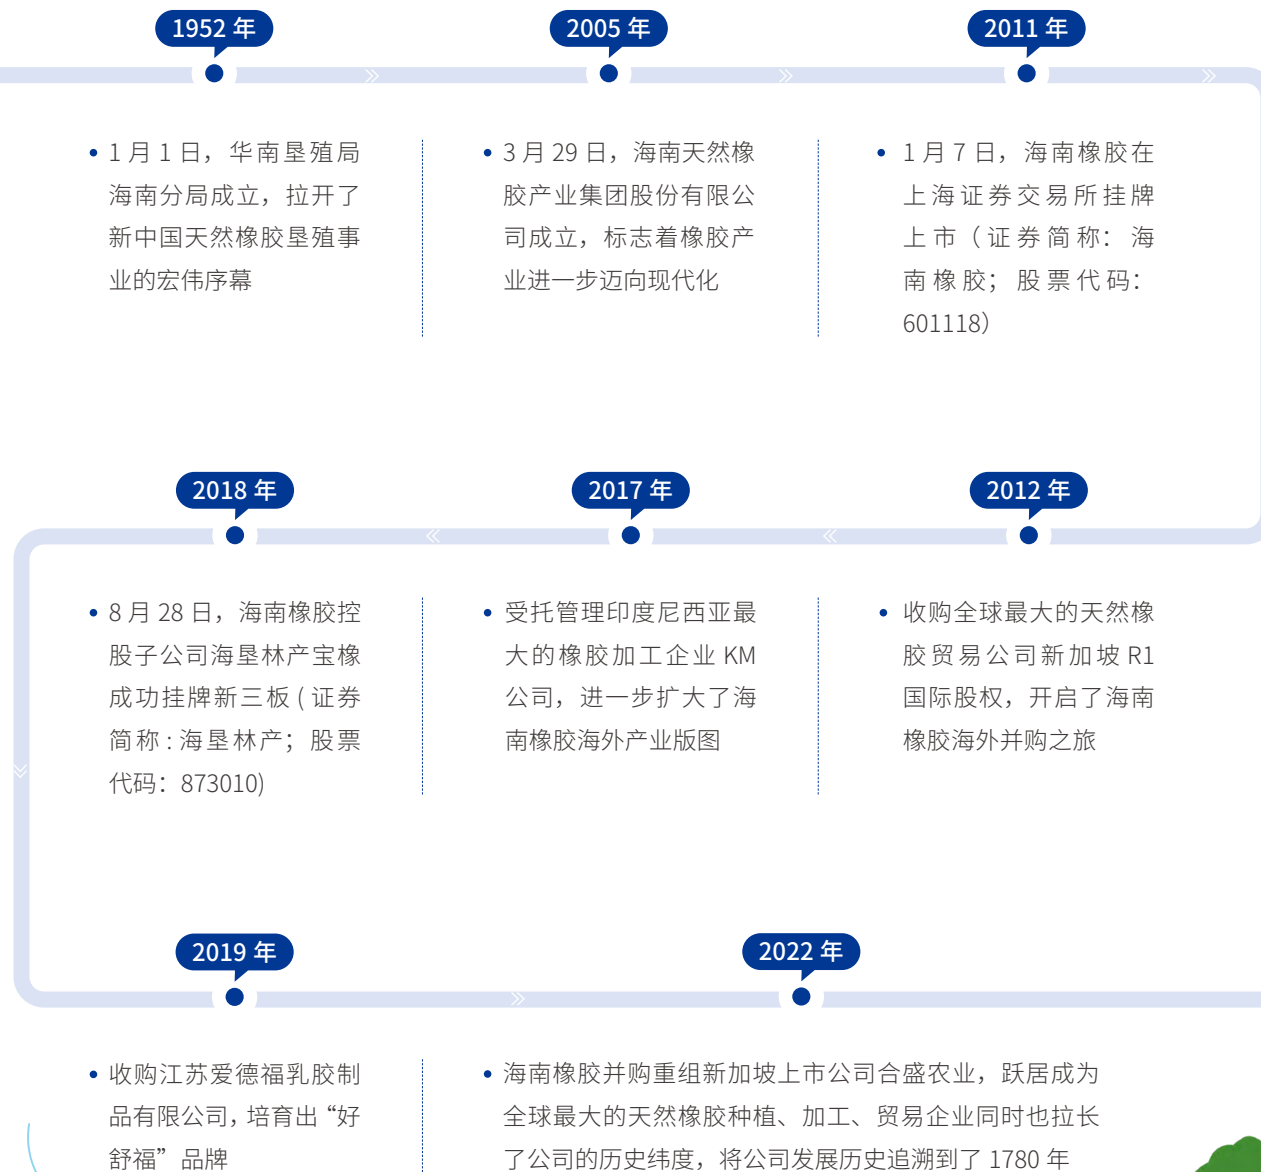 1952 年
1 月 1 日，华南垦殖局
海南分局成立，拉开了
新中国天然橡胶垦殖事
业的宏伟序幕
2005 年
3 月 29 日，海南天然橡
胶产业集团股份有限公
司成立，标志着橡胶产
业进一步迈向现代化
2011 年
1 月 7 日，海南橡胶在
上海证券交易所挂牌
上市（证券简称：海
南橡胶；股票代码：
601118）
2012 年
收购全球最大的天然橡
胶贸易公司新加坡 R1
国际股权，开启了海南
橡胶海外并购之旅
2017 年
受托管理印度尼西亚最
大的橡胶加工企业 KM
公司，进一步扩大了海
南橡胶海外产业版图
2018 年
8 月 28 日，海南橡胶控
股子公司海垦林产宝橡
成功挂牌新三板 ( 证券
简称 : 海垦林产；股票
代码：873010)
2019 年
收购江苏爱德福乳胶制
品有限公司，培育出“好
舒福”品牌
2022 年
海南橡胶并购重组新加坡上市公司合盛农业，跃居成为
全球最大的天然橡胶种植、加工、贸易企业同时也拉长
了公司的历史纬度，将公司发展历史追溯到了 1780 年